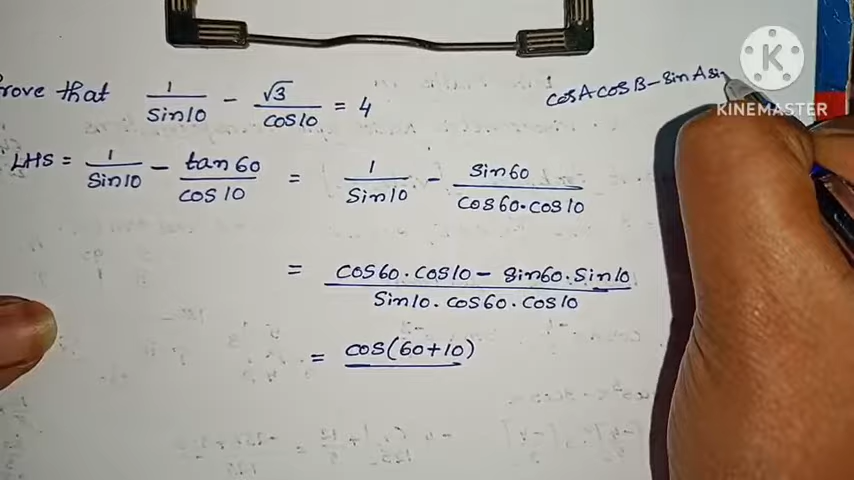 rove that 1/sin10 - √3/cos10 = 4
cosA cosB - sinA si
K
KINEMASTER
LHS = 1/sin10 - tan60/cos10 = 1/sin10 - sin60/cos60·cos10
= cos60·cos10 - sin60·sin10 / sin10·cos60·cos10
= cos(60+10)